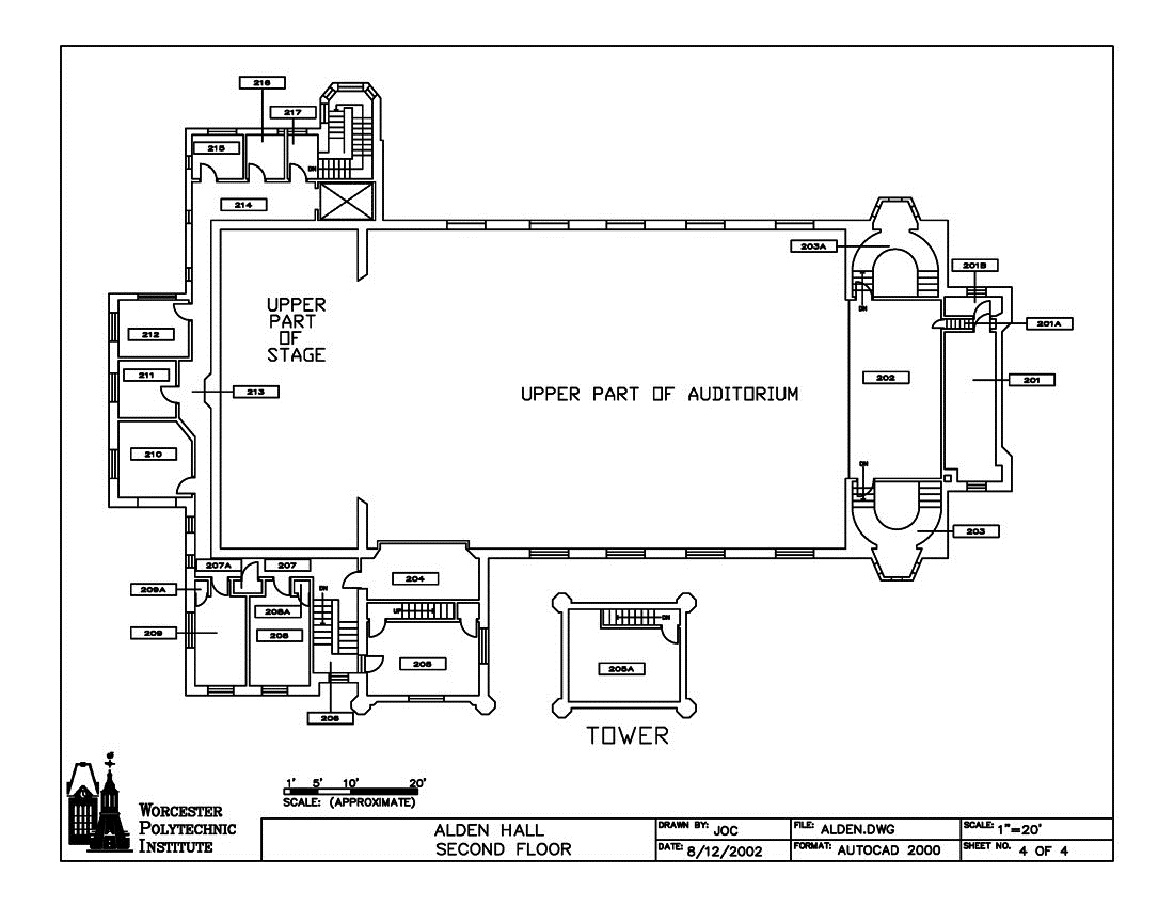 216
217
215
214
203A
201B
212
201A
UPPER
PART
OF
STAGE
211
213
UPPER PART OF AUDITORIUM
202
201
210
DN
DN
DN
203
207A
207
204
209A
DN
208A
UP
DN
209
208
205
205A
206
TOWER
1" 5' 10" 20'
SCALE: (APPROXIMATE)
WORCESTER
POLYTECHNIC
INSTITUTE
ALDEN HALL
SECOND FLOOR
DRAWN BY: JOC
DATE: 8/12/2002
FILE: ALDEN.DWG
FORMAT: AUTOCAD 2000
SCALE: 1"=20"
SHEET NO. 4 OF 4